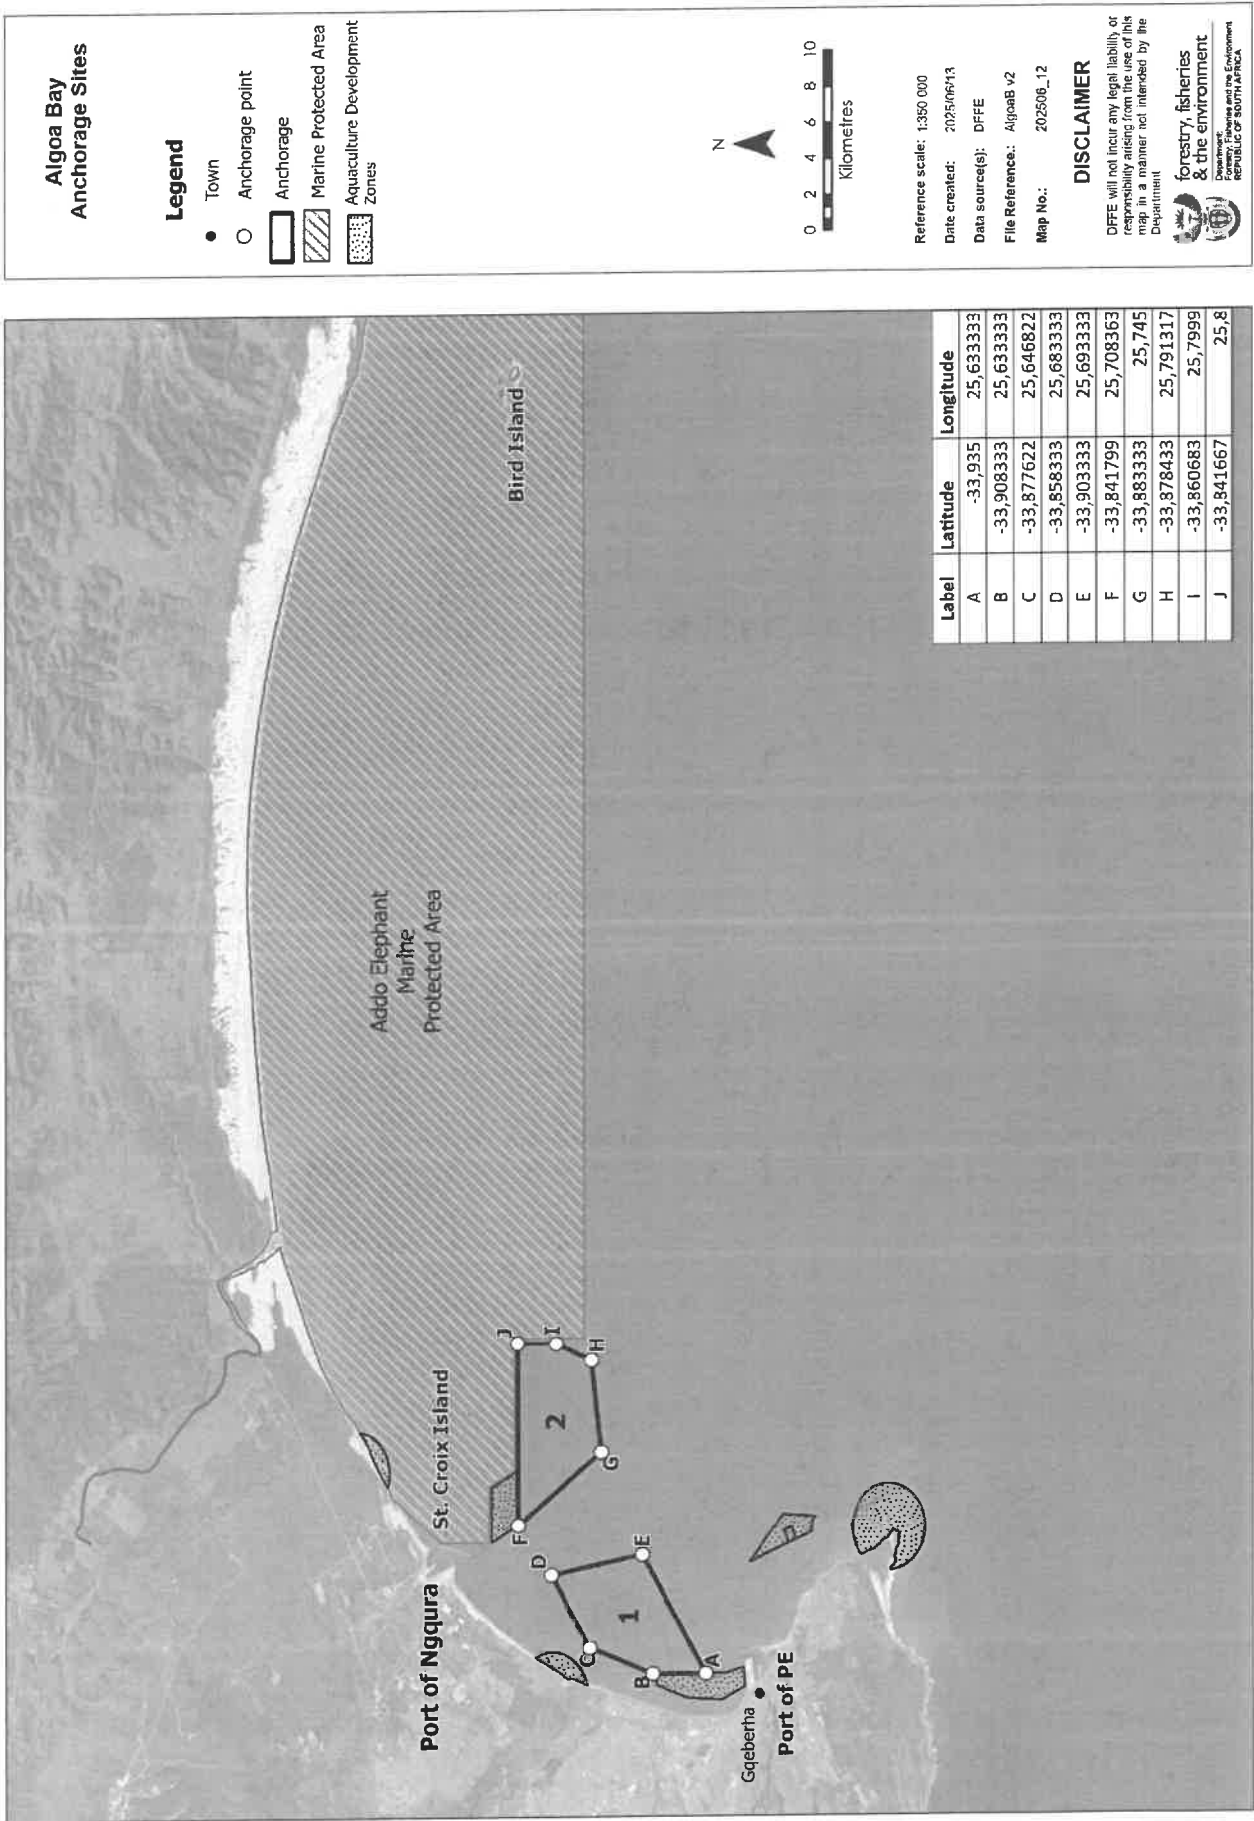 Algoa Bay
Anchorage Sites
Legend
Town
Anchorage point
Anchorage
Marine Protected Area
Aquaculture Development
Zones
N
0 2 4 6 8 10
Kilometres
Reference scale: 1:350 000
Date created: 2025/06/13
Data source(s): DFFE
File Reference.: AlgoaB v2
Map No.: 202506_12
DISCLAIMER
DFFE will not incur any legal liability or
responsibility arising from the use of this
map in a manner not intended by the
Department
forestry, fisheries
& the environment
Department:
Forestry, Fisheries and the Environment
REPUBLIC OF SOUTH AFRICA
Port of Ngqura
St. Croix Island
Addo Elephant
Marine
Protected Area
Bird Island
F
J
I
H
G
2
D
E
C
1
B
A
Gqeberha
Port of PE
Label Latitude Longitude
A -33,935 25,633333
B -33,908333 25,633333
C -33,877622 25,646822
D -33,858333 25,683333
E -33,903333 25,693333
F -33,841799 25,708363
G -33,883333 25,745
H -33,878433 25,791317
I -33,860683 25,7999
J -33,841667 25,8